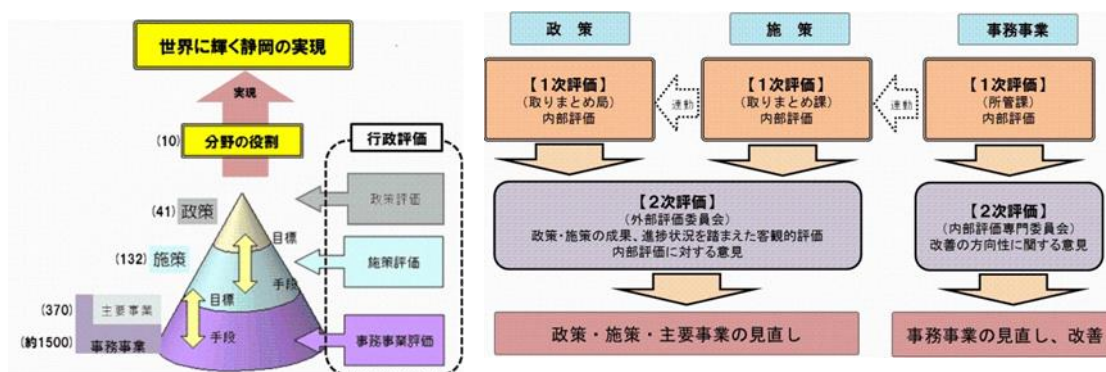 世界に輝く静岡の実現
実現
(10)
分野の役割
行政評価
(41)
政策
政策評価
目標
(132)
施策
施策評価
手段
目標
(370)
主要事業
手段
(約1500)
事務事業
事務事業評価
政 策
施 策
事務事業
【1次評価】
(取りまとめ局)
内部評価
連動
【1次評価】
(取りまとめ課)
内部評価
連動
【1次評価】
(所管課)
内部評価
【2次評価】
(外部評価委員会)
政策・施策の成果、進捗状況を踏まえた客観的評価
内部評価に対する意見
【2次評価】
(内部評価専門委員会)
改善の方向性に関する意見
政策・施策・主要事業の見直し
事務事業の見直し、改善